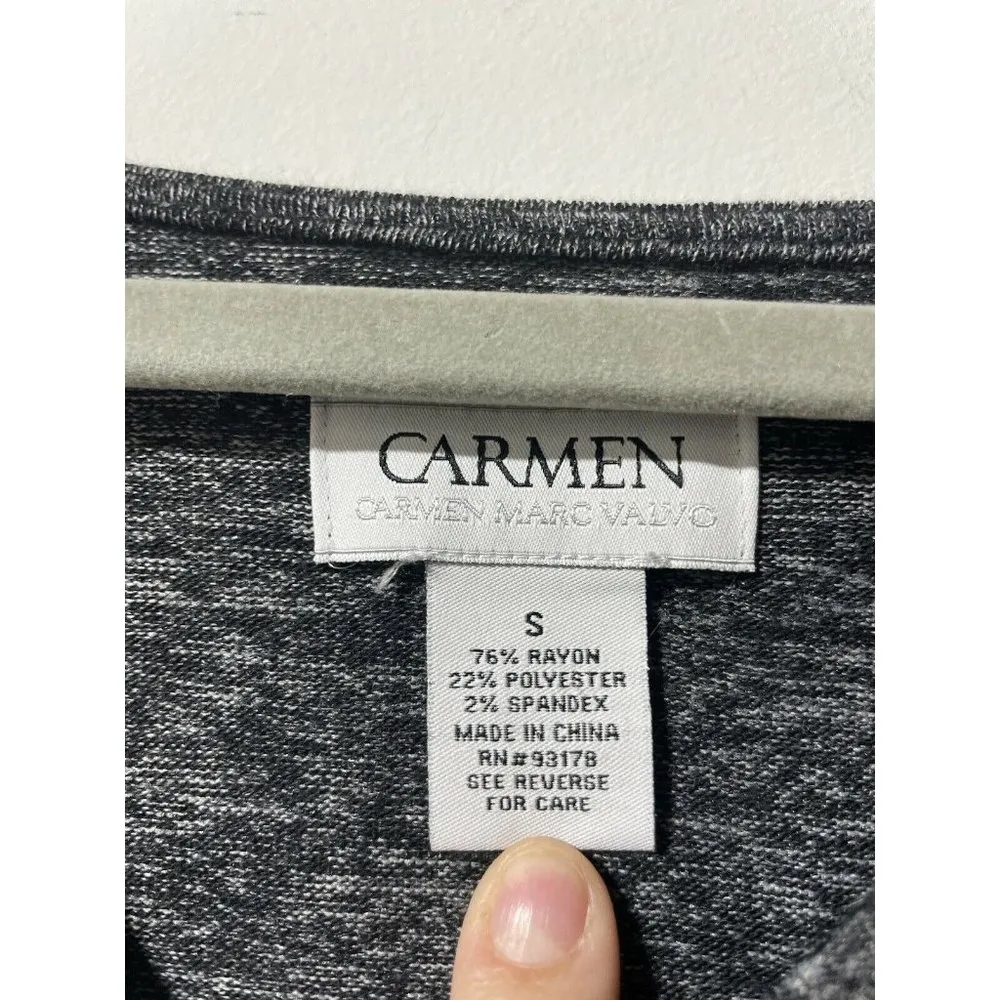 CARMEN
CARMEN MARC VALVO
S
76% RAYON
22% POLYESTER
2% SPANDEX
MADE IN CHINA
RN#93178
SEE REVERSE
FOR CARE